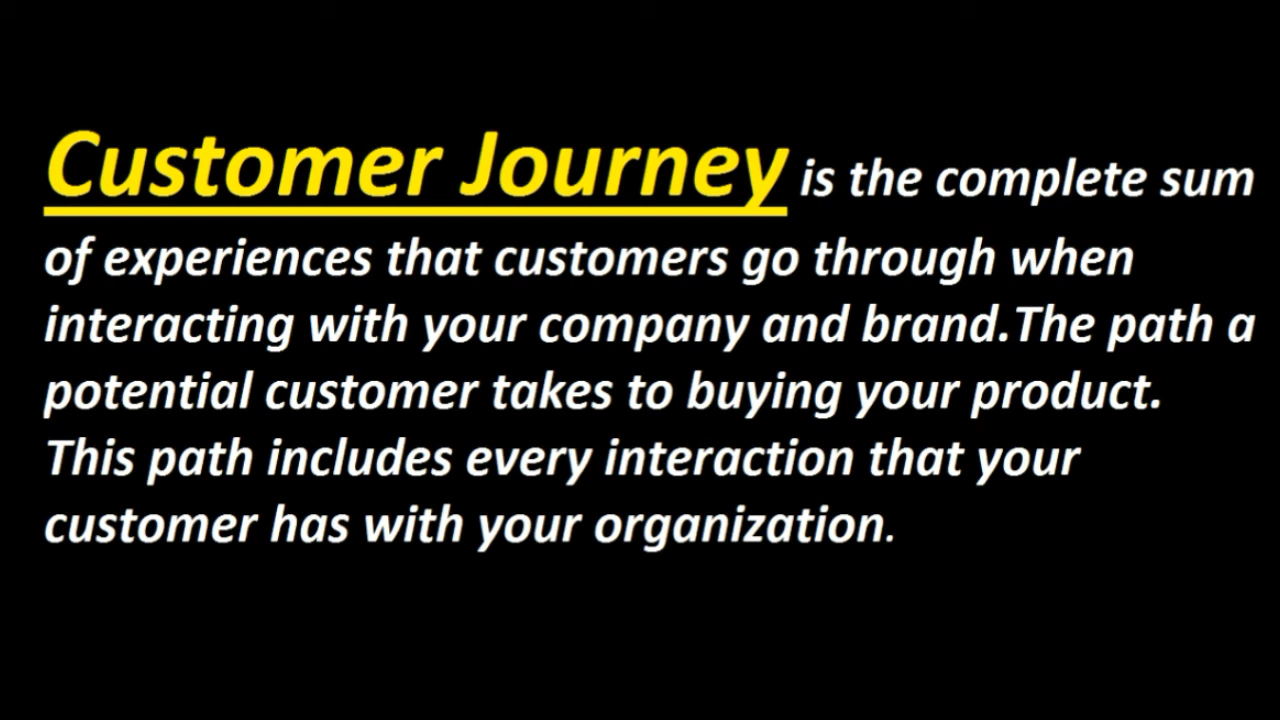 Customer Journey is the complete sum
of experiences that customers go through when
interacting with your company and brand.The path a
potential customer takes to buying your product.
This path includes every interaction that your
customer has with your organization.